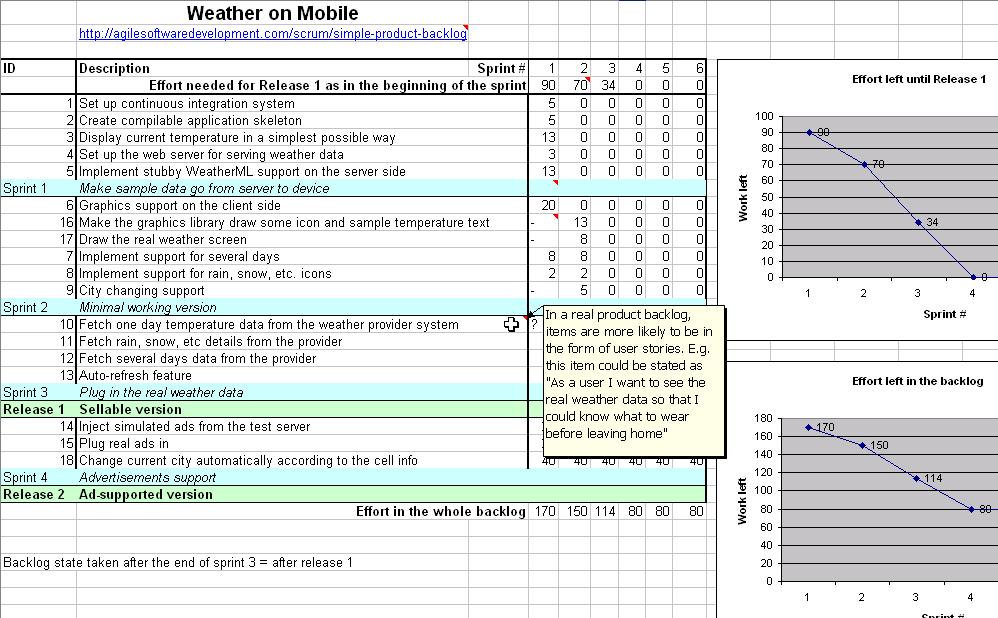 Weather on Mobile
http://agilesoftwaredevelopment.com/scrum/simple-product-backlog
ID Description Sprint # 1 2 3 4 5 6
Effort needed for Release 1 as in the beginning of the sprint 90 70 34 0 0 0
1 Set up continuous integration system 5 0 0 0 0 0
2 Create compilable application skeleton 5 0 0 0 0 0
3 Display current temperature in a simplest possible way 13 0 0 0 0 0
4 Set up the web server for serving weather data 3 0 0 0 0 0
5 Implement stubby WeatherML support on the server side 13 0 0 0 0 0
Sprint 1 Make sample data go from server to device
6 Graphics support on the client side 20 0 0 0 0 0
16 Make the graphics library draw some icon and sample temperature text - 13 0 0 0 0
17 Draw the real weather screen - 8 0 0 0 0
7 Implement support for several days 8 8 0 0 0 0
8 Implement support for rain, snow, etc. icons 2 2 0 0 0 0
9 City changing support - 5 0 0 0 0
Sprint 2 Minimal working version
10 Fetch one day temperature data from the weather provider system ?
11 Fetch rain, snow, etc details from the provider
12 Fetch several days data from the provider
13 Auto-refresh feature
Sprint 3 Plug in the real weather data
Release 1 Sellable version
14 Inject simulated ads from the test server
15 Plug real ads in
18 Change current city automatically according to the cell info 40 40 40 40 40 40
Sprint 4 Advertisements support
Release 2 Ad-supported version
Effort in the whole backlog 170 150 114 80 80 80
Backlog state taken after the end of sprint 3 = after release 1
In a real product backlog,
items are more likely to be in
the form of user stories. E.g.
this item could be stated as
"As a user I want to see the
real weather data so that I
could know what to wear
before leaving home"
Effort left until Release 1
Work left
100
90
80
70
60
50
40
30
20
10
0
90
70
34
0
1 2 3 4
Sprint #
Effort left in the backlog
Work left
180
160
140
120
100
80
60
40
20
0
170
150
114
80
1 2 3 4
Sprint #